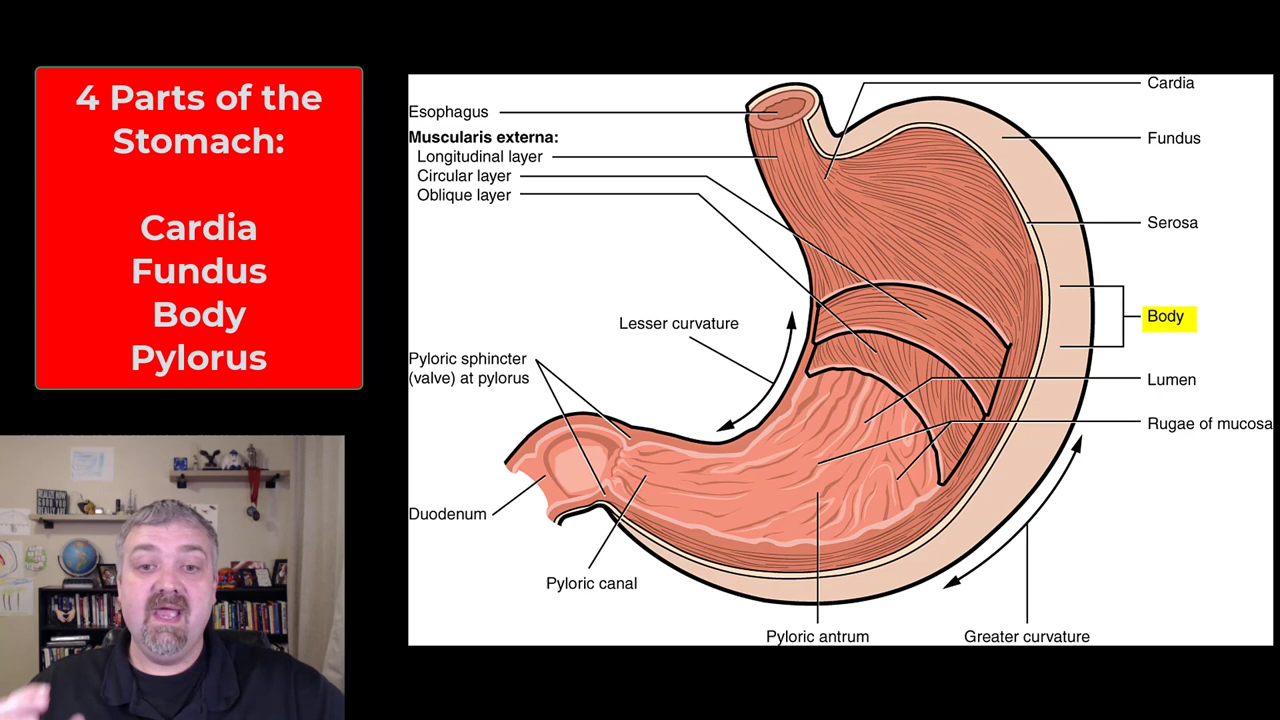 4 Parts of the
Stomach:
Cardia
Fundus
Body
Pylorus
Esophagus
Muscularis externa:
Longitudinal layer
Circular layer
Oblique layer
Lesser curvature
Pyloric sphincter
(valve) at pylorus
Duodenum
Pyloric canal
Pyloric antrum
Greater curvature
Cardia
Fundus
Serosa
Body
Lumen
Rugae of mucosa